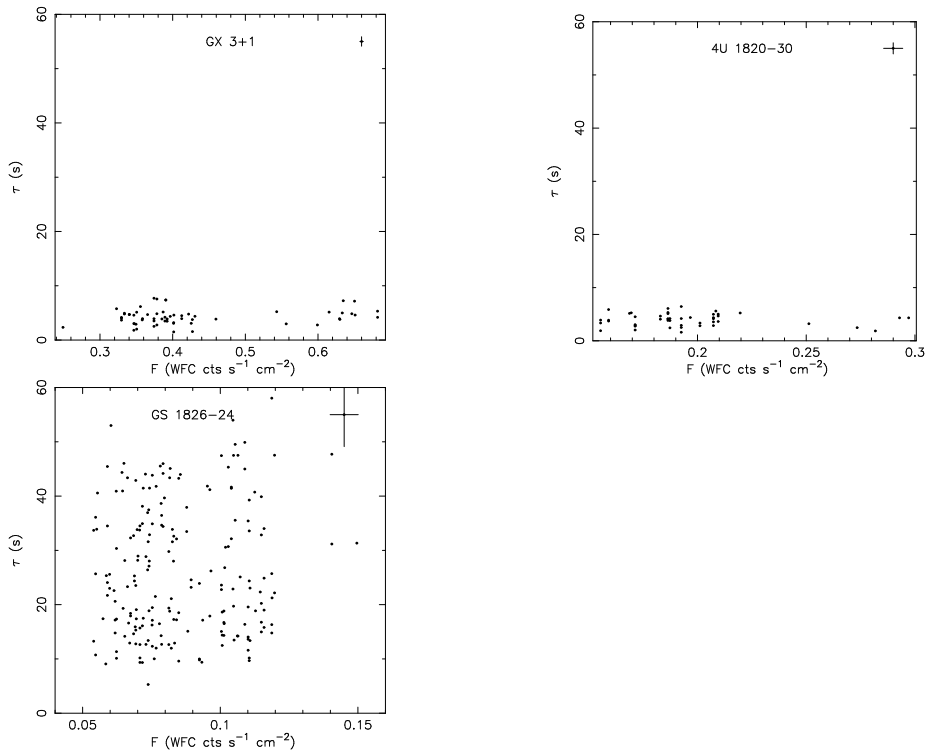 60
40
20
0
τ (s)
GX 3+1
0.3 0.4 0.5 0.6
F (WFC cts s⁻¹ cm⁻²)
60
40
20
0
τ (s)
4U 1820−30
0.2 0.25 0.3
F (WFC cts s⁻¹ cm⁻²)
60
40
20
0
τ (s)
GS 1826−24
0.05 0.1 0.15
F (WFC cts s⁻¹ cm⁻²)